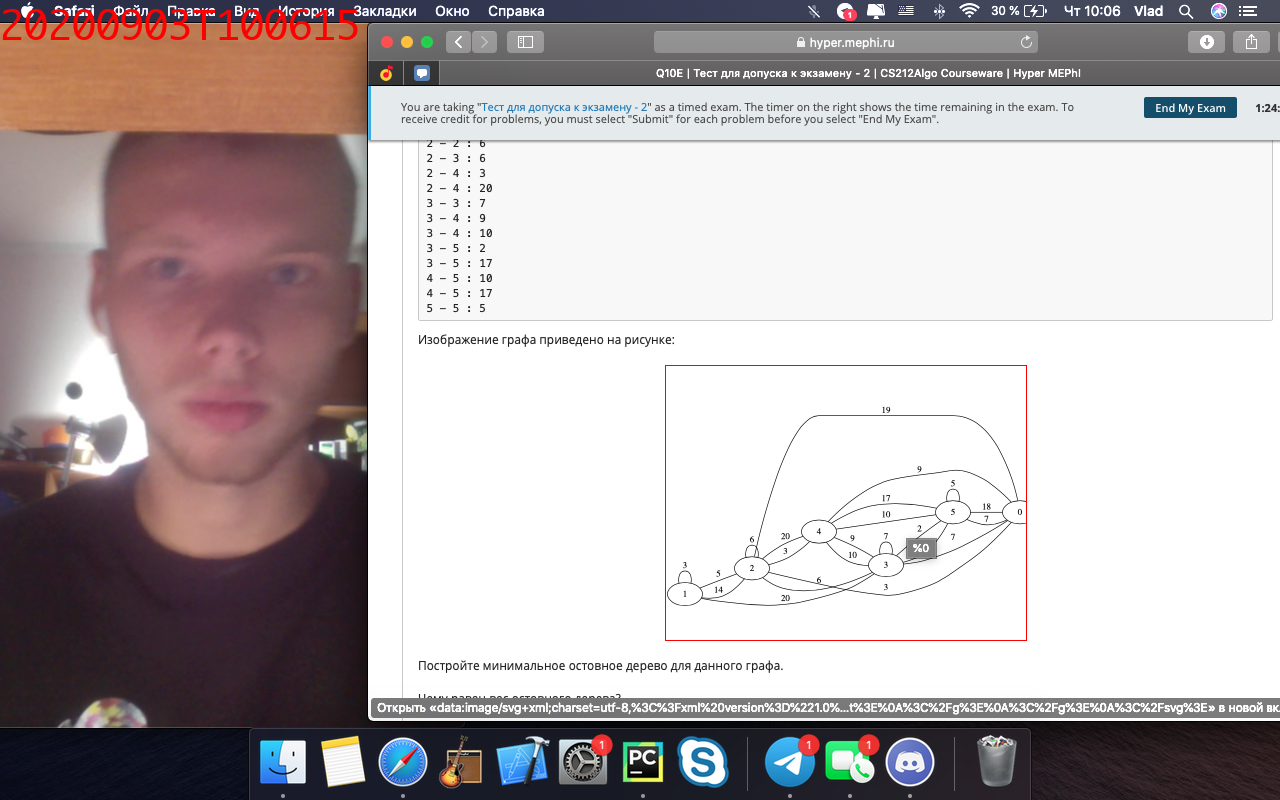 Safari Файл Правка Вид История Закладки Окно Справка
1 30 % Чт 10:06 Vlad
20200903T100615
hyper.mephi.ru
Q10E | Тест для допуска к экзамену - 2 | CS212Algo Courseware | Hyper MEPhI
You are taking "Тест для допуска к экзамену - 2" as a timed exam. The timer on the right shows the time remaining in the exam. To
receive credit for problems, you must select "Submit" for each problem before you select "End My Exam".
End My Exam
1:24:
2 – 2 : 6
2 – 3 : 6
2 – 4 : 3
2 – 4 : 20
3 – 3 : 7
3 – 4 : 9
3 – 4 : 10
3 – 5 : 2
3 – 5 : 17
4 – 5 : 10
4 – 5 : 17
5 – 5 : 5
Изображение графа приведено на рисунке:
19
9
5
17
18
10
5
0
7
4
2
7
20
9
7
6
3
10
%0
3
2
3
5
6
3
14
1
20
Постройте минимальное остовное дерево для данного графа.
Чему равен вес остовного дерева?
Открыть «data:image/svg+xml;charset=utf-8,%3C%3Fxml%20version%3D%221.0%...t%3E%0A%3C%2Fg%3E%0A%3C%2Fg%3E%0A%3C%2Fsvg%3E» в новой вк
1
PC
1
1